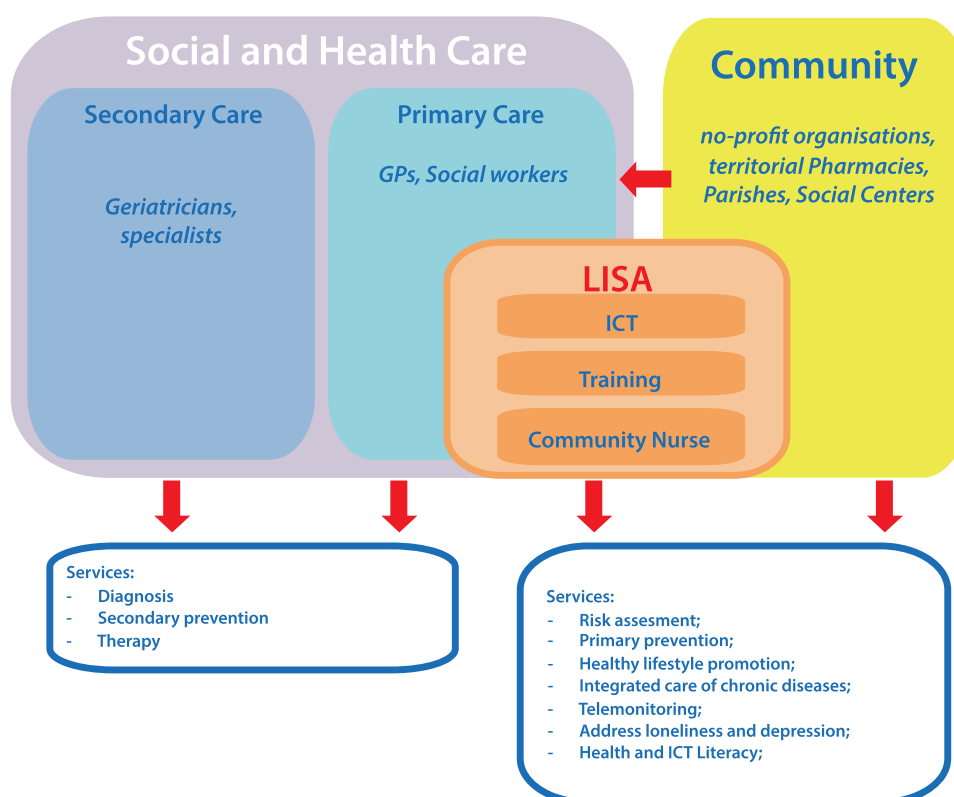 Social and Health Care
Secondary Care
Geriatricians,
specialists
Primary Care
GPs, Social workers
Community
no-profit organisations,
territorial Pharmacies,
Parishes, Social Centers
LISA
ICT
Training
Community Nurse
Services:
- Diagnosis
- Secondary prevention
- Therapy
Services:
- Risk assesment;
- Primary prevention;
- Healthy lifestyle promotion;
- Integrated care of chronic diseases;
- Telemonitoring;
- Address loneliness and depression;
- Health and ICT Literacy;